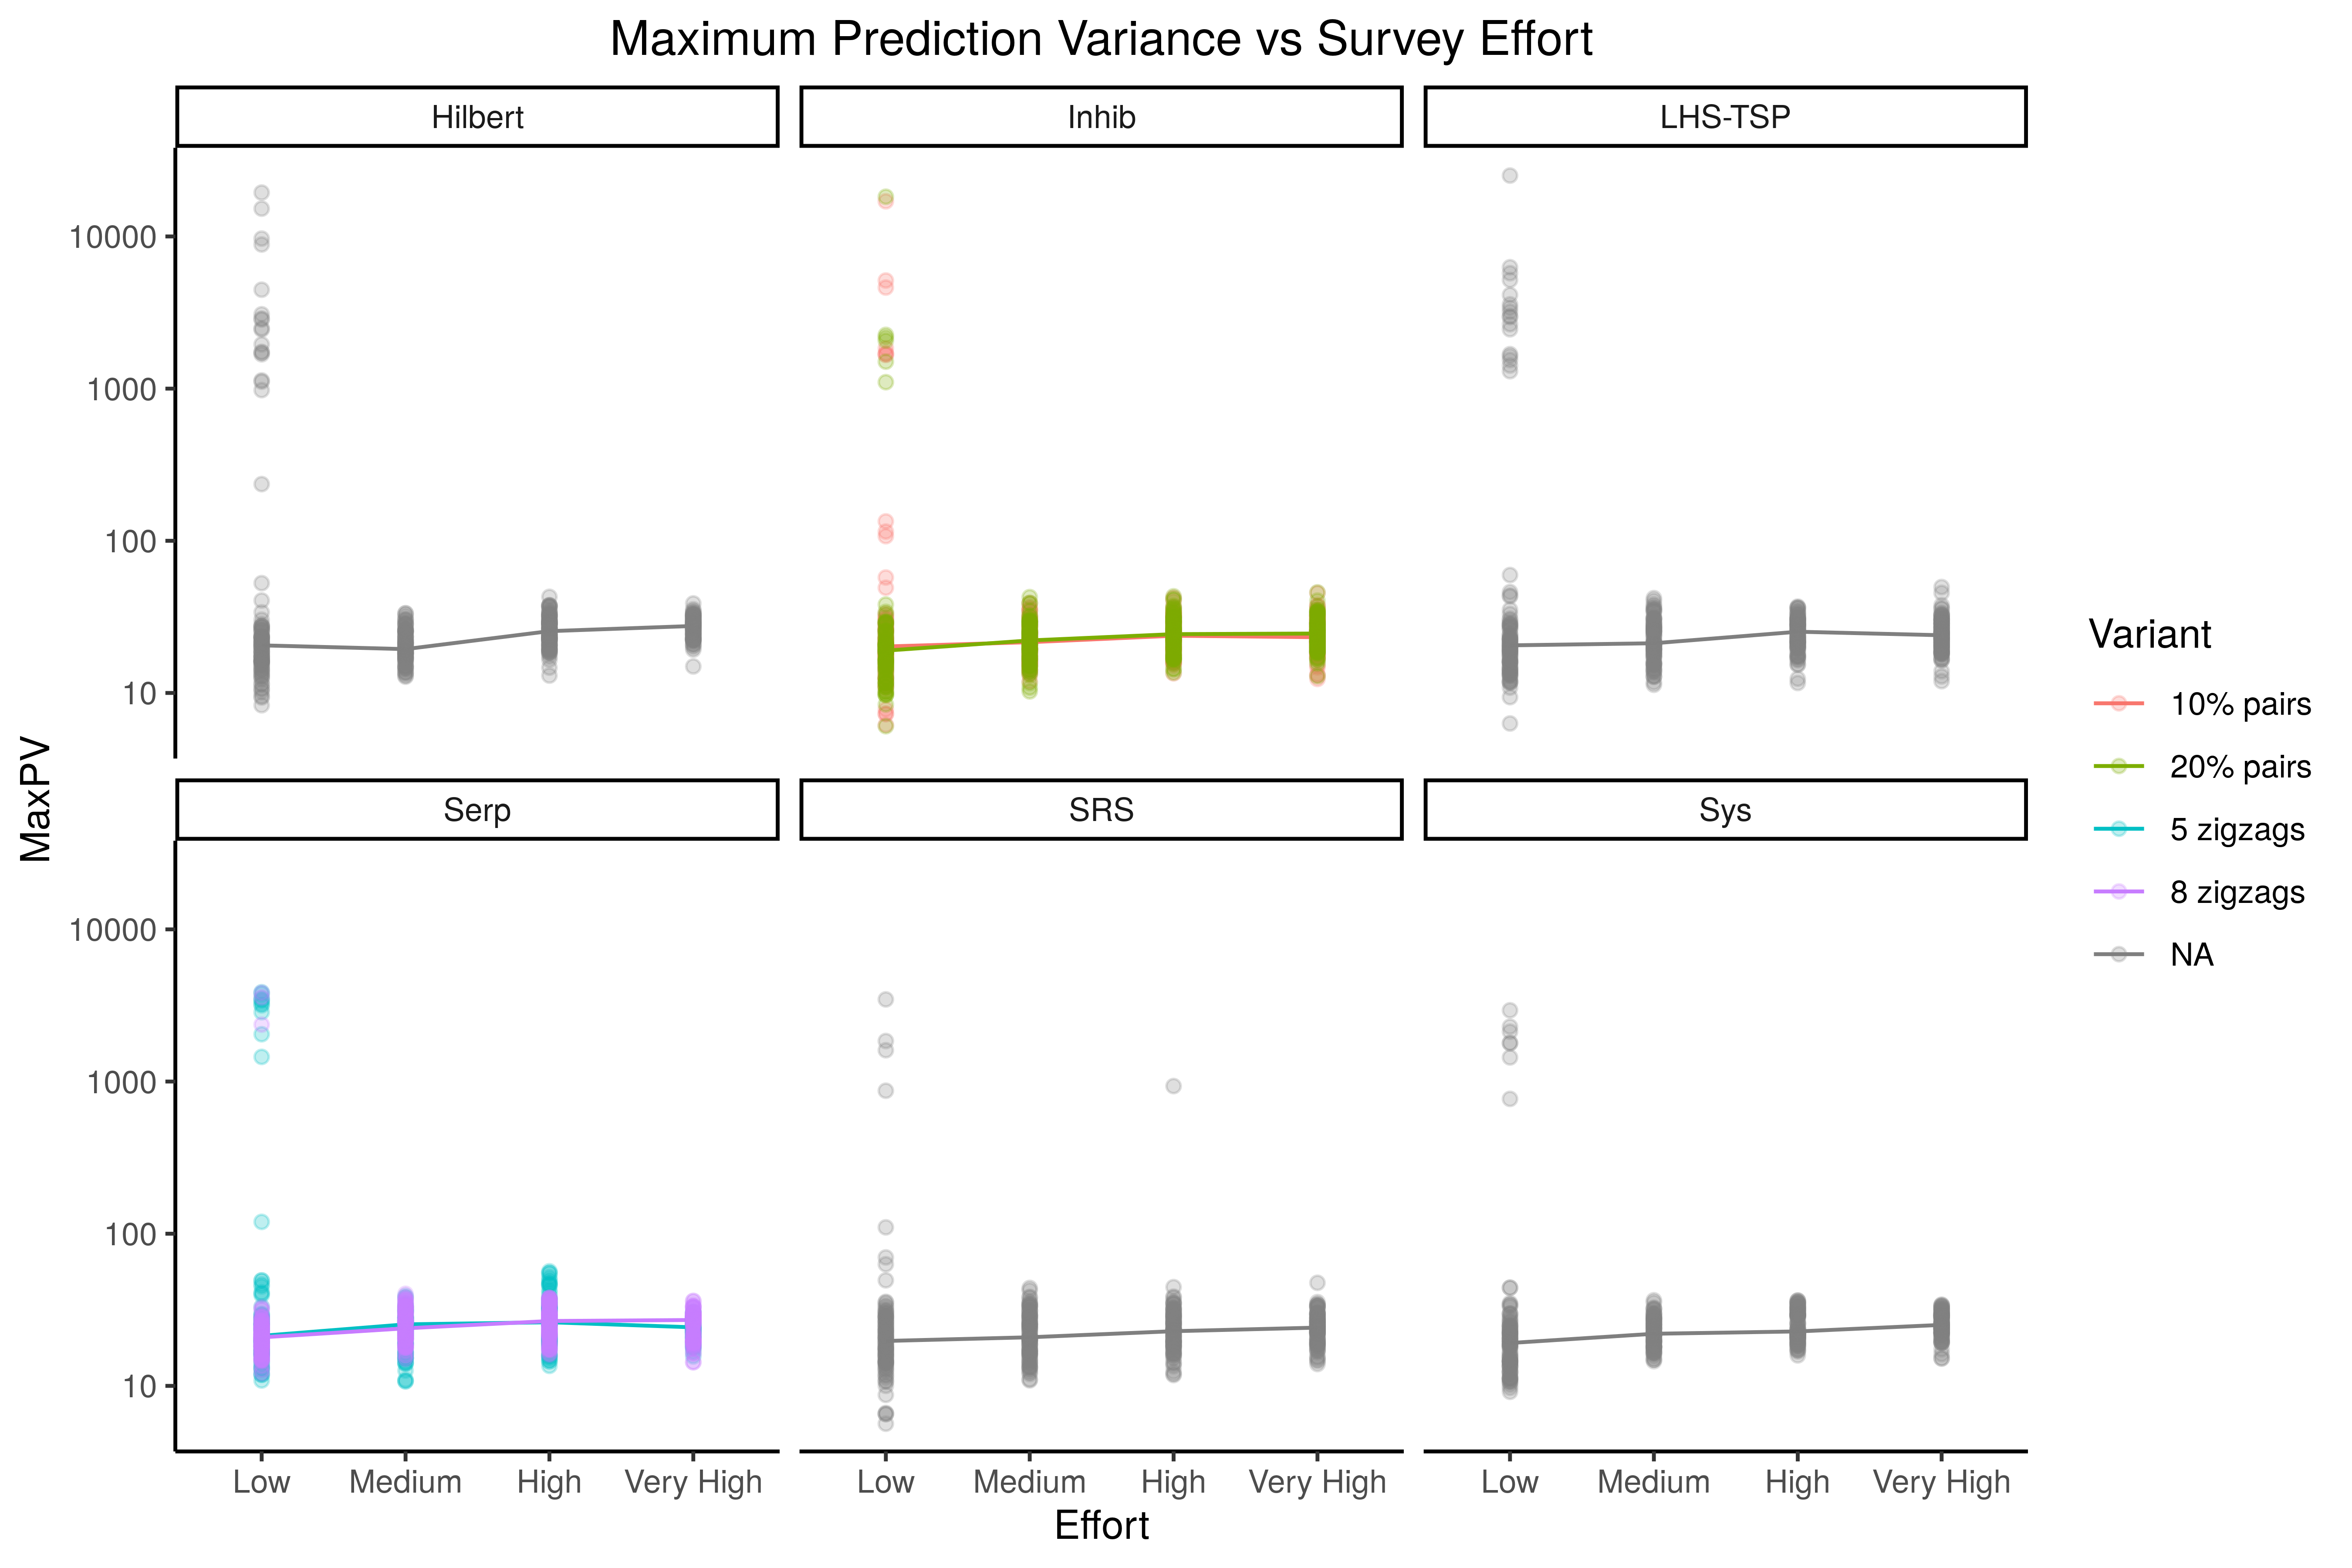 Maximum Prediction Variance vs Survey Effort
Hilbert
Inhib
LHS-TSP
10000
1000
100
10
Serp
SRS
Sys
10000
1000
100
10
MaxPV
Low Medium High Very High
Low Medium High Very High
Low Medium High Very High
Effort
Variant
10% pairs
20% pairs
5 zigzags
8 zigzags
NA